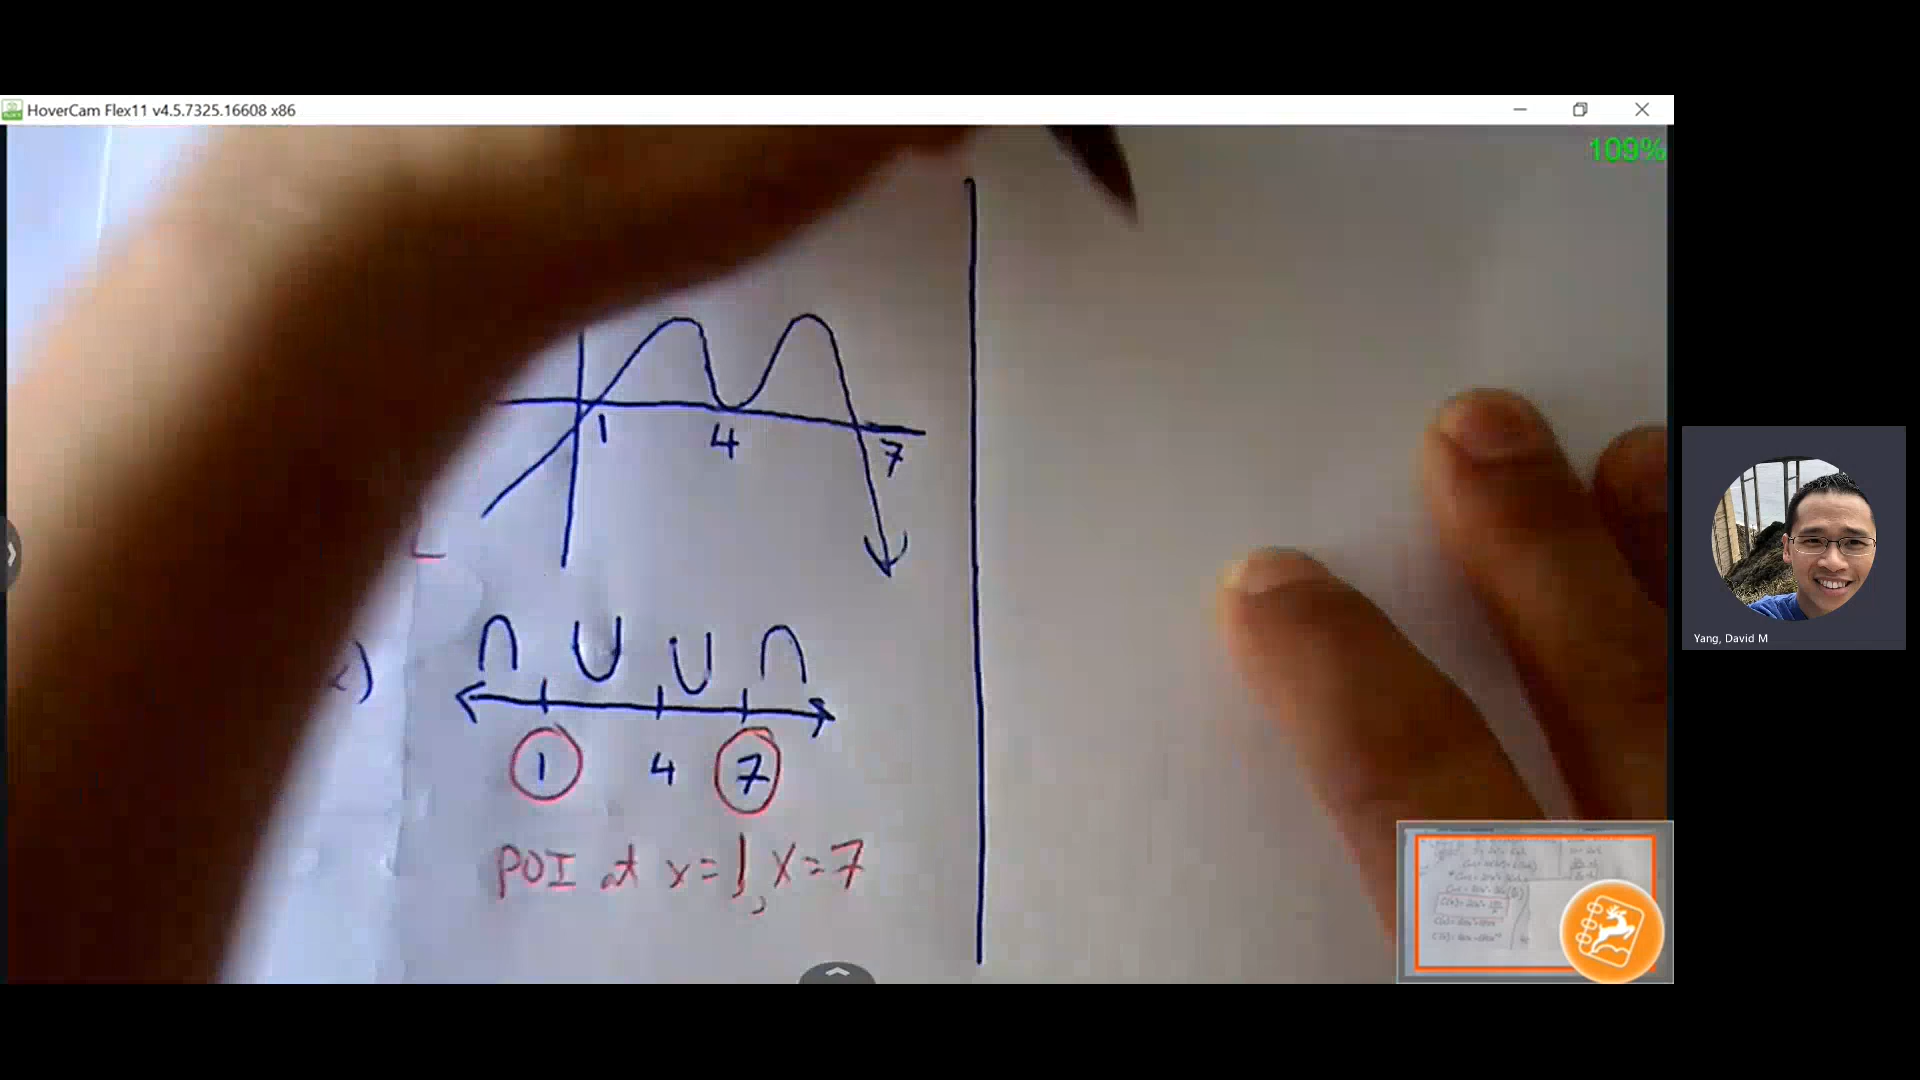 HoverCam Flex11 v4.5.7325.16608 x86
109%
1 4 7
x)
1 4 7
POI at x=1, x=7
Yang, David M